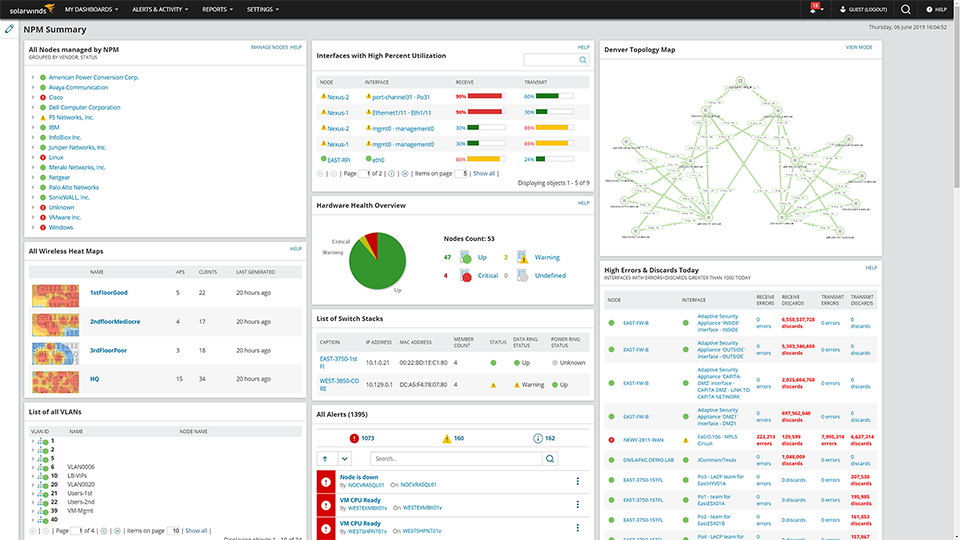 solarwinds
MY DASHBOARDS
ALERTS & ACTIVITY
REPORTS
SETTINGS
18
GUEST (LOGOUT)
HELP
NPM Summary
Thursday, 06 June 2019 16:04:52
All Nodes managed by NPM
MANAGE NODES HELP
GROUPED BY VENDOR, STATUS
American Power Conversion Corp.
Avaya Communication
Cisco
Dell Computer Corporation
F5 Networks, Inc.
IBM
InfoBlox Inc.
Juniper Networks, Inc.
Linux
Meraki Networks, Inc.
Netgear
Palo Alto Networks
SonicWALL, Inc.
Unknown
VMware Inc.
Windows
All Wireless Heat Maps
HELP
NAME APS CLIENTS LAST GENERATED
1stFloorGood 5 22 20 hours ago
2ndfloorMediocre 4 17 20 hours ago
3rdFloorPoor 3 18 20 hours ago
HQ 15 34 20 hours ago
List of all VLANs
VLAN ID NAME NODE NAME
1
2
5
6 VLAN0006
10 LB-VIPs
20 VLAN0020
21 Users-1st
22 Users-2nd
39 VM-Mgmt
40
Page 1 of 4 Items on page 10 Show all
Interfaces with High Percent Utilization
HELP
NODE INTERFACE RECEIVE TRANSMIT
Nexus-2 port-channel31 - Po31 90% 60%
Nexus-1 Ethernet1/11 - Eth1/11 90% 30%
Nexus-2 mgmt0 - management0 30% 85%
Nexus-1 mgmt0 - management0 30% 85%
EAST-RPi eth0 86% 24%
Page 1 of 2 Items on page 5 Show all
Displaying objects 1 - 5 of 9
Hardware Health Overview
HELP
Critical
Warning
Up
Nodes Count: 53
47 Up 2 Warning
4 Critical 0 Undefined
List of Switch Stacks
CAPTION IP ADDRESS MAC ADDRESS MEMBER COUNT STATUS DATA RING STATUS POWER RING STATUS
EAST-3750-1st
Fl 10.1.0.21 00:22:BD:1E:C1:80 4 Up Unknown
WEST-3850-CO
RE 10.129.0.1 DC:A5:F4:78:07:80 4 Warning Up
All Alerts (1395)
1073 160 162
Search...
Node is down
By NOCVRASQL01 On NOCVRASQL01
VM CPU Ready
By WESTEXMBX01v On WESTEXMBX01v
VM CPU Ready
By WESTSHPNT01v On WESTSHPNT01v
Denver Topology Map
VIEW MODE
High Errors & Discards Today
HELP
INTERFACES WITH ERRORS+DISCARDS GREATER THAN 1000 TODAY
NODE INTERFACE RECEIVE ERRORS RECEIVE DISCARDS TRANSMIT ERRORS TRANSMIT DISCARDS
EAST-FW-B Adaptive Security Appliance 'INSIDE' interface - INSIDE 0 errors 6,558,537,728 discards 0 errors 0 discards
EAST-FW-B Adaptive Security Appliance 'OUTSIDE' interface - OUTSIDE 0 errors 5,303,346,688 discards 0 errors 0 discards
EAST-FW-B Adaptive Security Appliance 'CAPITA-DMZ' interface - CAPITA DMZ - LINK TO CAPITA NETWORK 0 errors 2,025,664,768 discards 0 errors 0 discards
EAST-FW-B Adaptive Security Appliance 'DMZ1' interface - DMZ1 0 errors 697,562,048 discards 0 errors 0 discards
NEWY-2811-WAN Fa0/0.106 - MPLS Circuit 223,213 errors 129,599 discards 7,995,314 errors 6,627,314 discards
DNS.APAC.DEMO.LAB /Common/Texas 0 errors 1,048,009 discards 0 errors 0 discards
EAST-3750-1STFL Po3 - LACP team for EastHYV01A 0 errors 0 discards 0 errors 207,538 discards
EAST-3750-1STFL Po1 - team for EastESX01A 0 errors 0 discards 0 errors 195,985 discards
EAST-3750-1STFL Po2 - team for EastESX01B 0 errors 0 discards 0 errors 161,853 discards
EAST-3750-1STFL Po4 - LACP team for 0 0 discards 0 errors 157,867